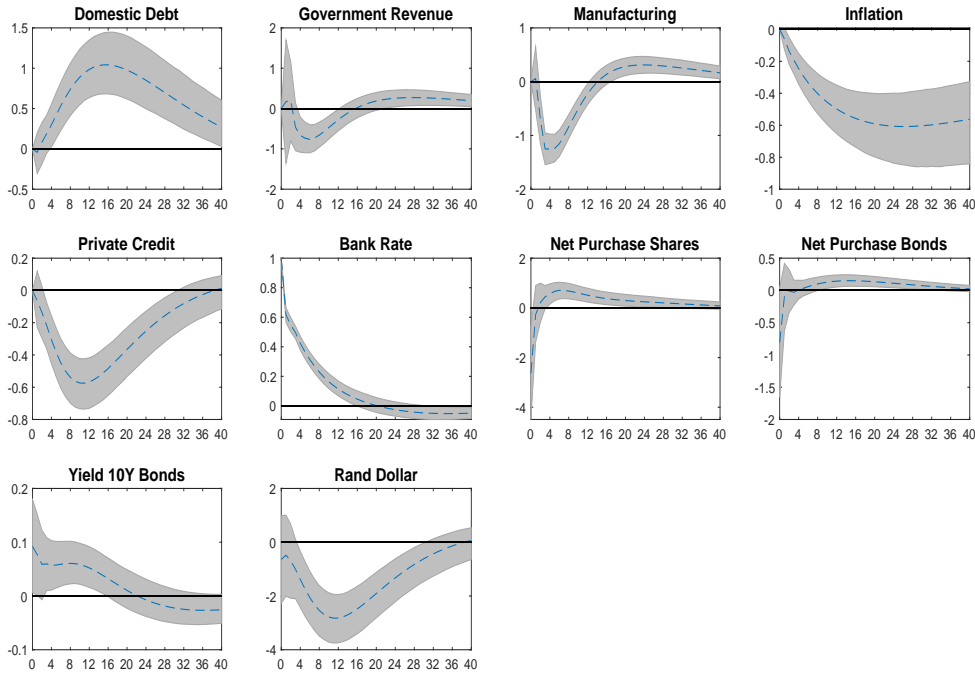 Domestic Debt
1.5
1
0.5
0
-0.5
0 4 8 12 16 20 24 28 32 36 40
Government Revenue
2
1
0
-1
-2
0 4 8 12 16 20 24 28 32 36 40
Manufacturing
2
1
0
-1
-2
0 4 8 12 16 20 24 28 32 36 40
Inflation
0
-0.2
-0.4
-0.6
-0.8
-1
0 4 8 12 16 20 24 28 32 36 40
Private Credit
0.2
0
-0.2
-0.4
-0.6
-0.8
0 4 8 12 16 20 24 28 32 36 40
Bank Rate
1
0.8
0.6
0.4
0.2
0
0 4 8 12 16 20 24 28 32 36 40
Net Purchase Shares
2
0
-2
-4
0 4 8 12 16 20 24 28 32 36 40
Net Purchase Bonds
0.5
0
-0.5
-1
-1.5
-2
0 4 8 12 16 20 24 28 32 36 40
Yield 10Y Bonds
0.2
0.1
0
-0.1
0 4 8 12 16 20 24 28 32 36 40
Rand Dollar
2
0
-2
-4
0 4 8 12 16 20 24 28 32 36 40